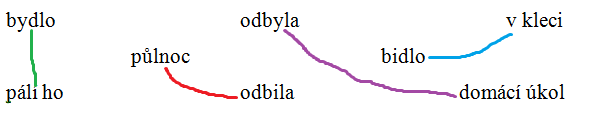 bydlo odbyla v kleci
půlnoc bidlo
pálí ho odbila domácí úkol